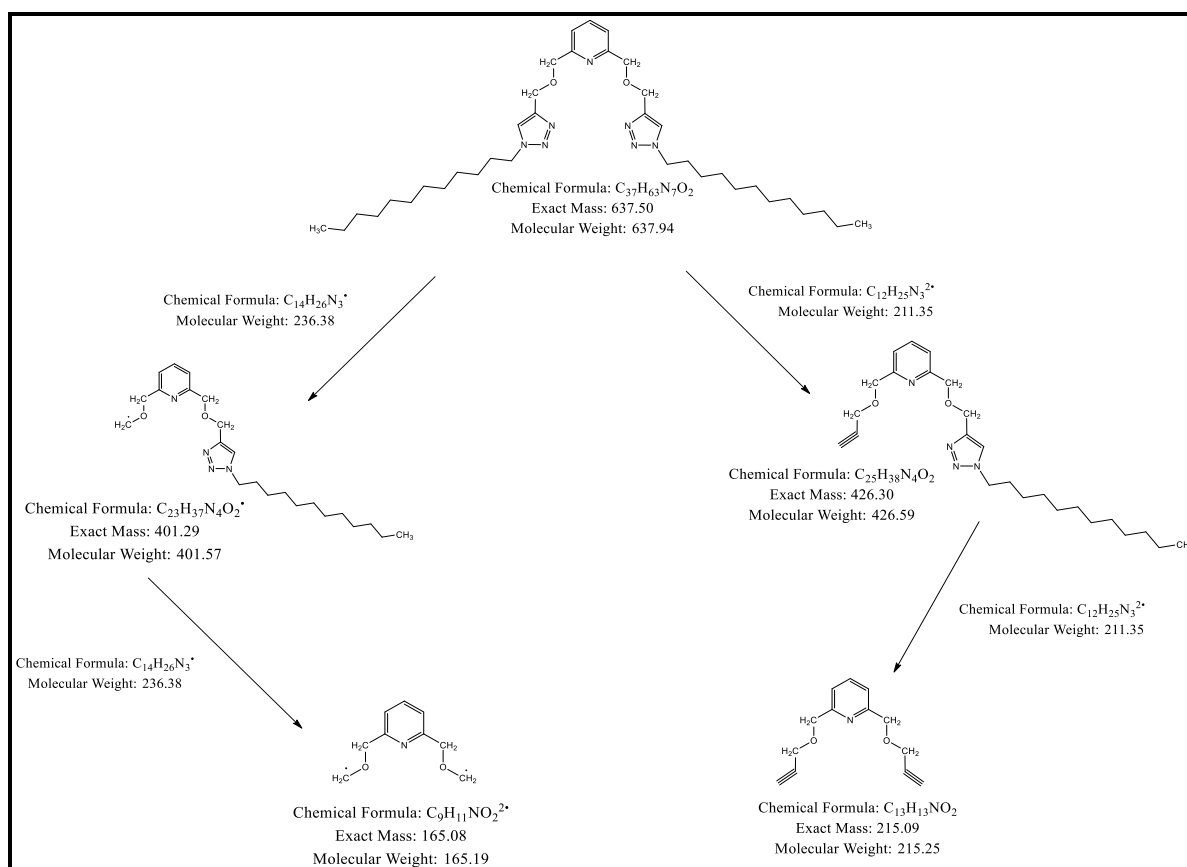 N
H₂C
CH₂
O
O
H₂C
CH₂
N
N
N
N
N
N
H₃C
CH₃
Chemical Formula: C₃₇H₆₃N₇O₂
Exact Mass: 637.50
Molecular Weight: 637.94
Chemical Formula: C₁₄H₂₆N₃•
Molecular Weight: 236.38
Chemical Formula: C₁₂H₂₅N₃²•
Molecular Weight: 211.35
H₂C
N
CH₂
H₂C
O
O
CH₂
N
N
N
CH₃
Chemical Formula: C₂₃H₃₇N₄O₂•
Exact Mass: 401.29
Molecular Weight: 401.57
H₂C
N
CH₂
O
O
H₂C
CH₂
N
N
N
CH
Chemical Formula: C₂₅H₃₈N₄O₂
Exact Mass: 426.30
Molecular Weight: 426.59
Chemical Formula: C₁₄H₂₆N₃•
Molecular Weight: 236.38
Chemical Formula: C₁₂H₂₅N₃²•
Molecular Weight: 211.35
H₂C
N
CH₂
H₂C
O
O
CH₂
Chemical Formula: C₉H₁₁NO₂²•
Exact Mass: 165.08
Molecular Weight: 165.19
H₂C
N
CH₂
O
O
H₂C
CH₂
Chemical Formula: C₁₃H₁₃NO₂
Exact Mass: 215.09
Molecular Weight: 215.25